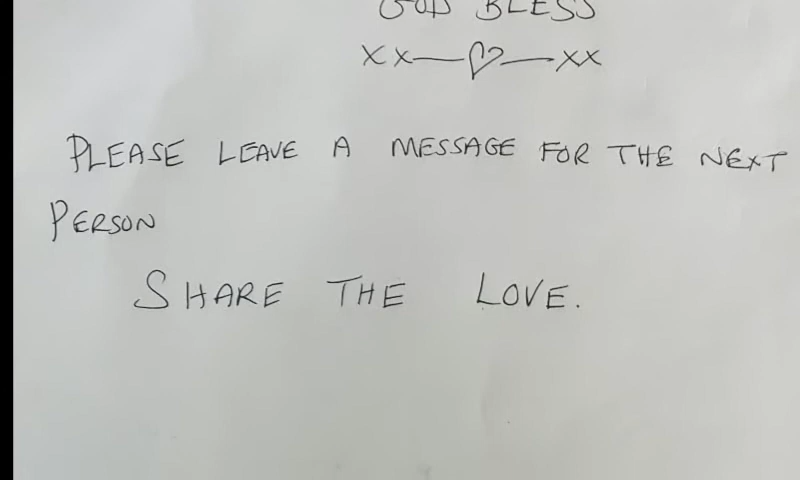 GOD BLESS
XX—♡—XX
PLEASE LEAVE A MESSAGE FOR THE NEXT
PERSON
SHARE THE LOVE.